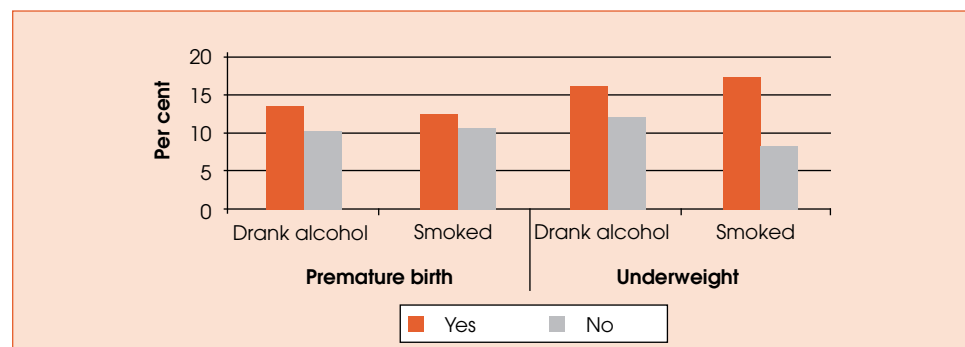 Per cent
20
15
10
5
0
Drank alcohol Smoked Drank alcohol Smoked
Premature birth Underweight
Yes No